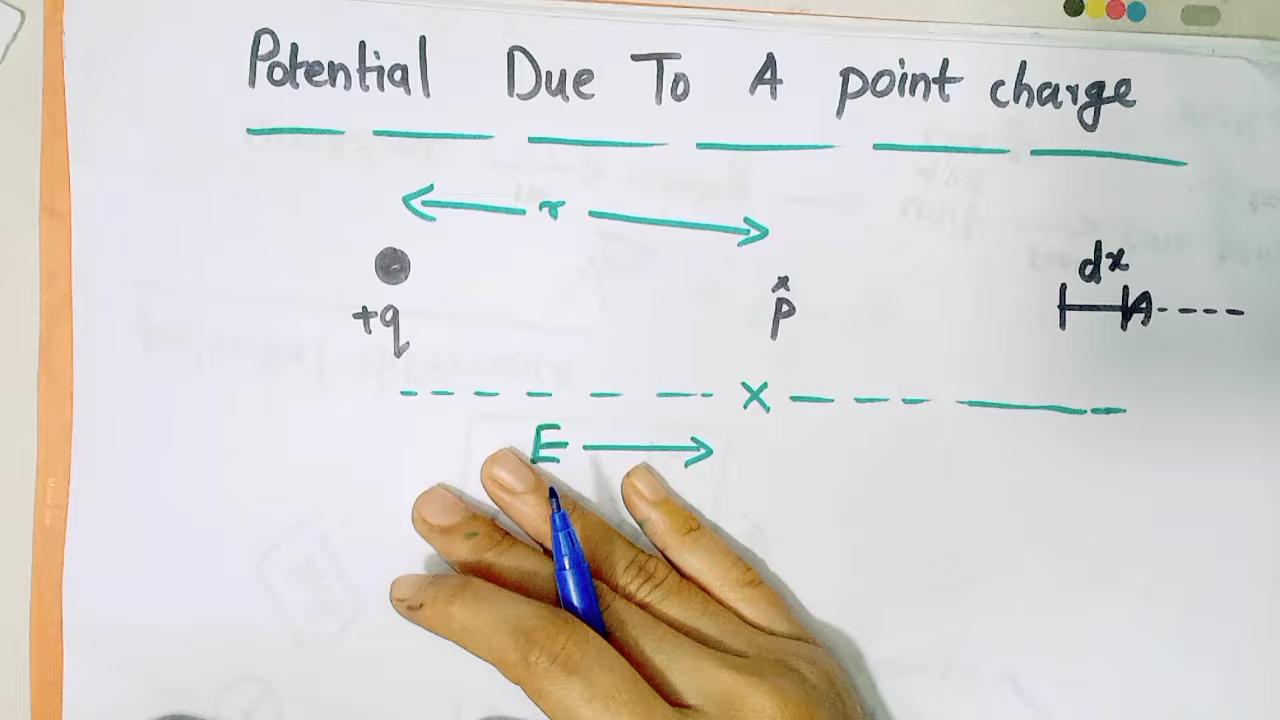 Potential Due To A point charge
r
dx
+q
x
P
A
x
E